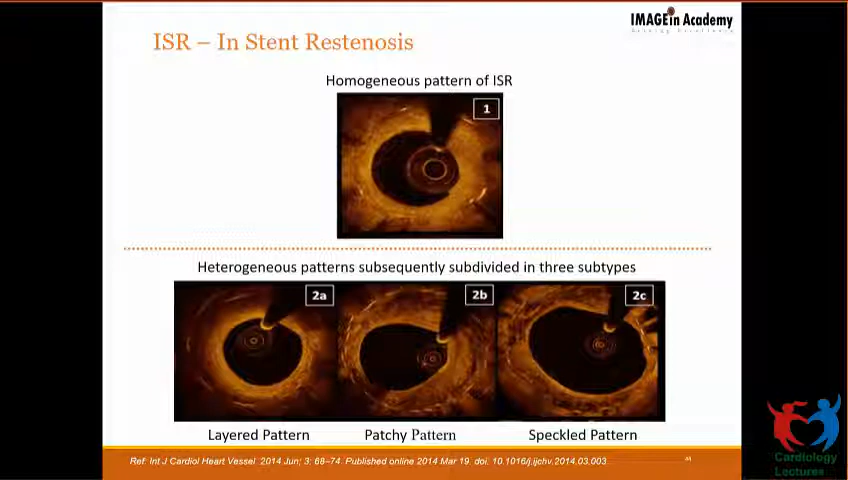 IMAGEin Academy
ISR – In Stent Restenosis
Homogeneous pattern of ISR
1
Heterogeneous patterns subsequently subdivided in three subtypes
2a
2b
2c
Layered Pattern
Patchy Pattern
Speckled Pattern
Ref: Int J Cardiol Heart Vessel. 2014 Jun; 3: 68–74. Published online 2014 Mar 19. doi: 10.1016/j.ijchv.2014.03.003
Cardiology
Lectures